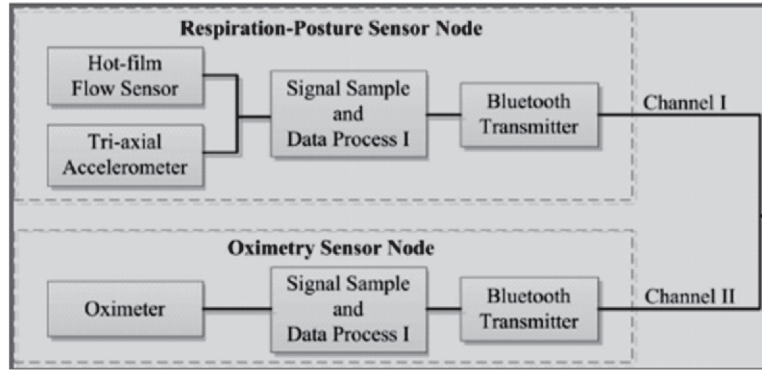 Respiration-Posture Sensor Node
Hot-film
Flow Sensor
Tri-axial
Accelerometer
Signal Sample
and
Data Process I
Bluetooth
Transmitter
Channel I
Oximetry Sensor Node
Oximeter
Signal Sample
and
Data Process I
Bluetooth
Transmitter
Channel II